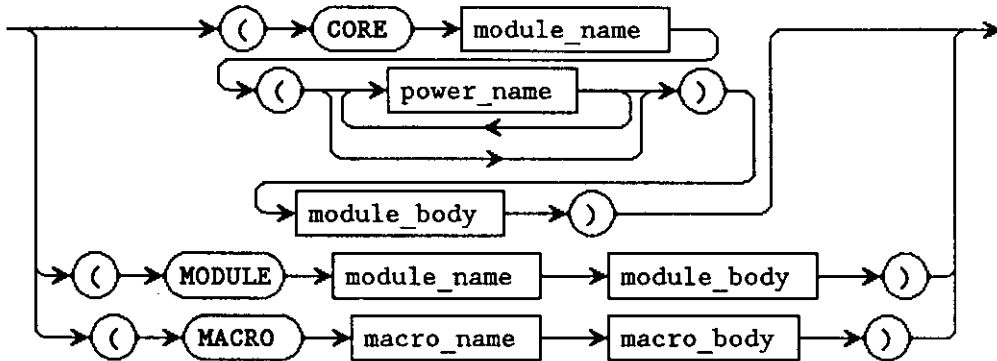 ( CORE module_name
( power_name )
module_body )
( MODULE module_name module_body )
( MACRO macro_name macro_body )